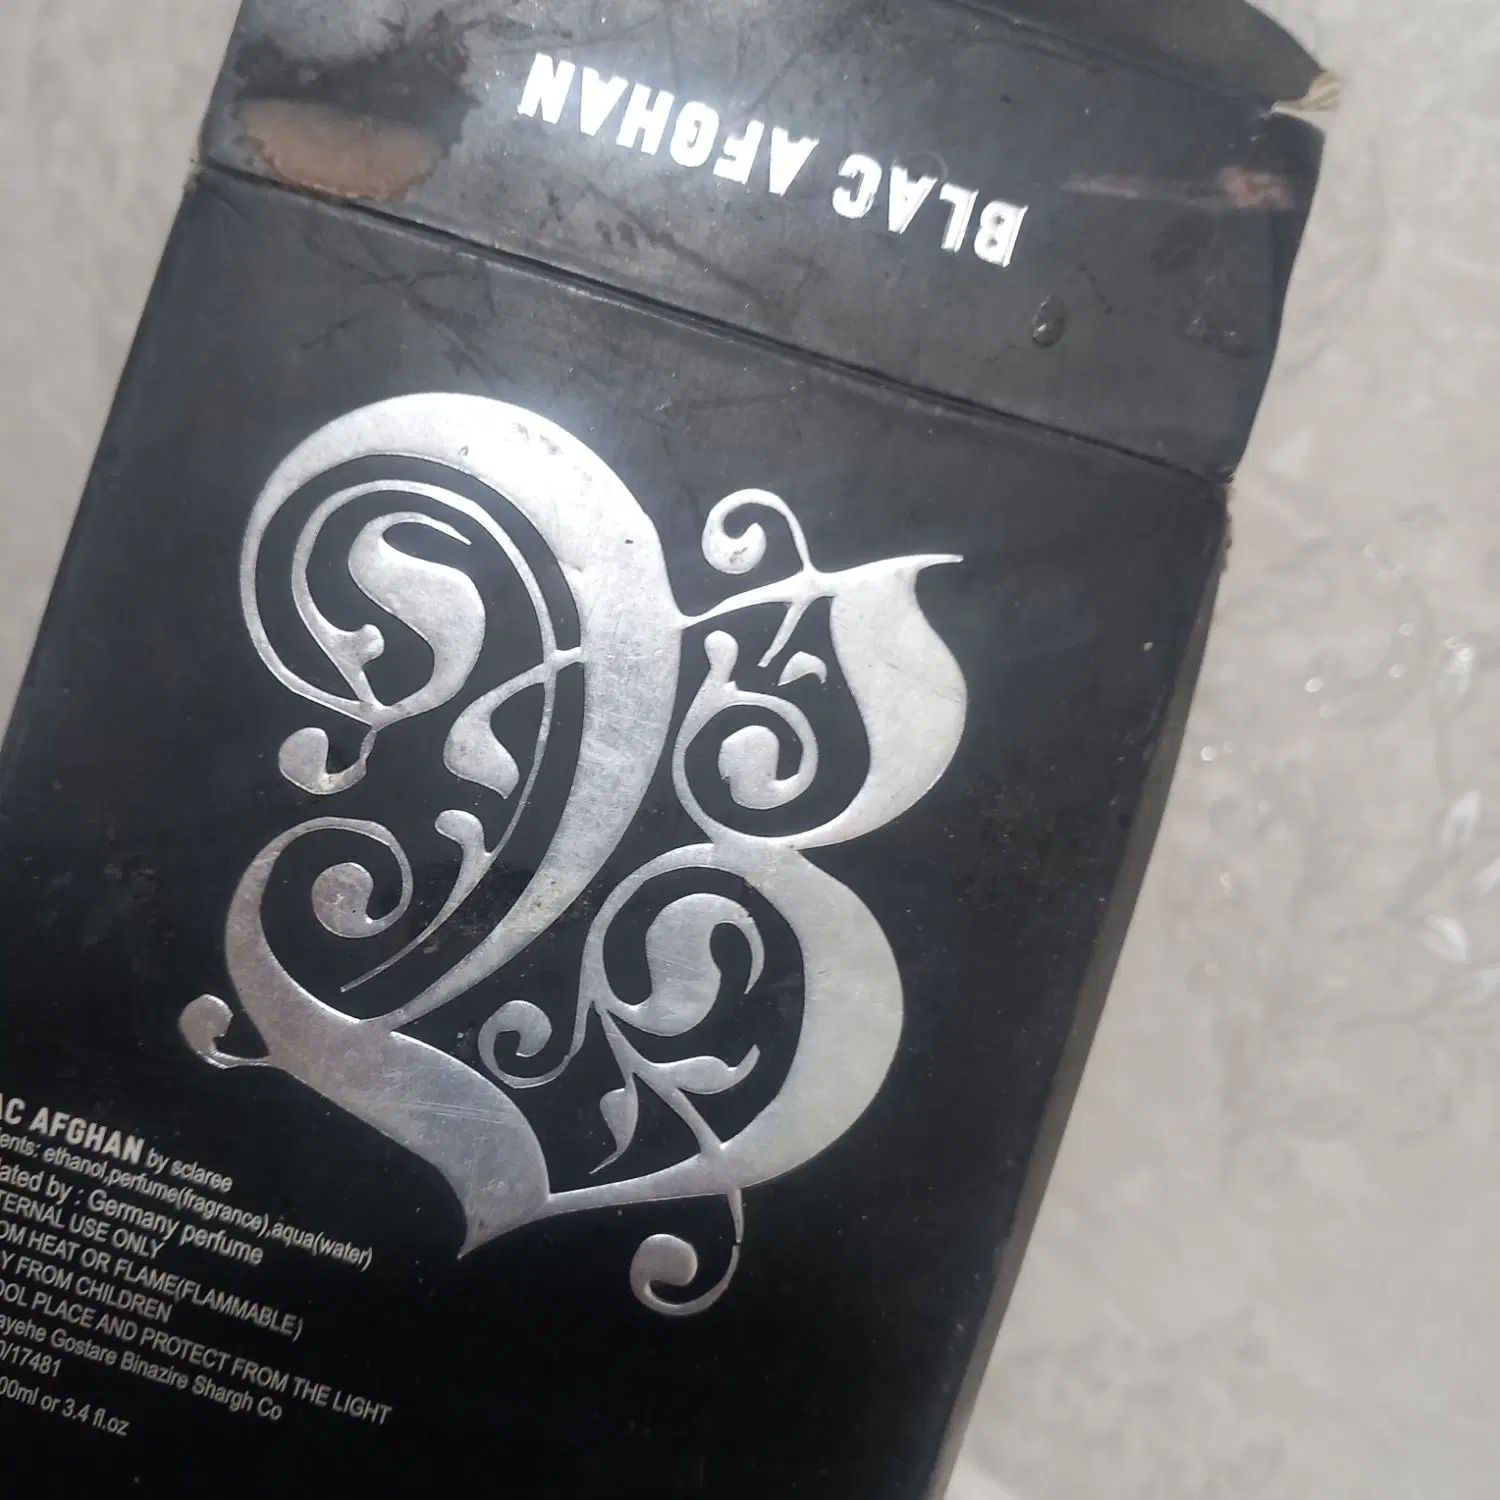 BLAC AFGHAN
AC AFGHAN by sclaree
ents: ethanol,perfume(fragrance),aqua(water)
lated by : Germany perfume
TERNAL USE ONLY
OM HEAT OR FLAME(FLAMMABLE)
Y FROM CHILDREN
OOL PLACE AND PROTECT FROM THE LIGHT
ayehe Gostare Binazire Shargh Co
0/17481
00ml or 3.4 fl.oz